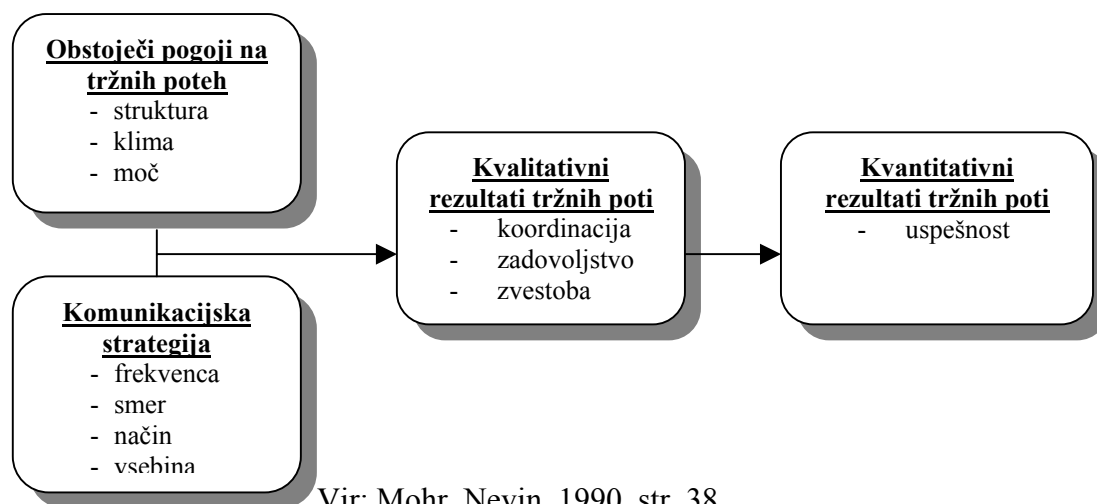 Obstoječi pogoji na
tržnih poteh
- struktura
- klima
- moč
Komunikacijska
strategija
- frekvenca
- smer
- način
- vsebina
Kvalitativni
rezultati tržnih poti
- koordinacija
- zadovoljstvo
- zvestoba
Kvantitativni
rezultati tržnih poti
- uspešnost
Vir: Mohr, Nevin, 1990, str. 38